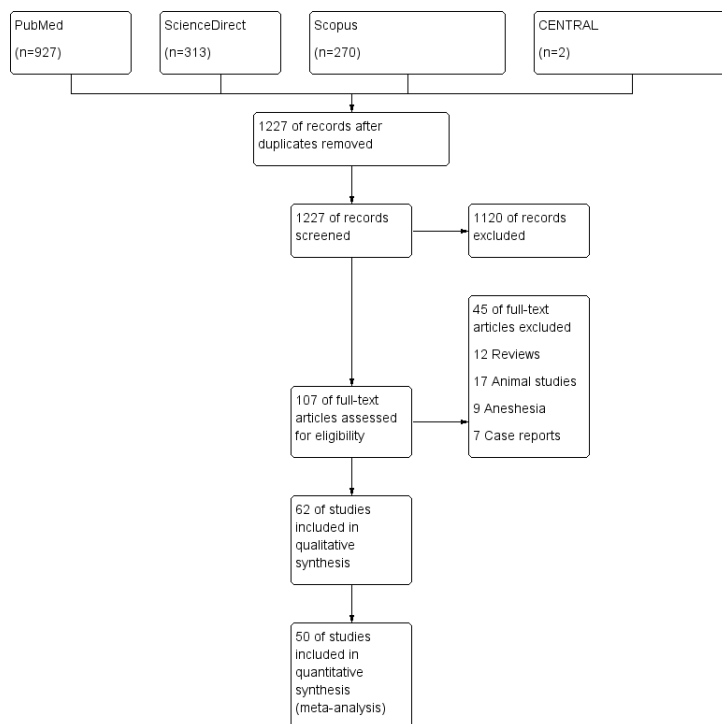 PubMed
(n=927)
ScienceDirect
(n=313)
Scopus
(n=270)
CENTRAL
(n=2)
1227 of records after
duplicates removed
1227 of records
screened
1120 of records
excluded
45 of full-text
articles excluded
12 Reviews
17 Animal studies
9 Aneshesia
7 Case reports
107 of full-text
articles assessed
for eligibility
62 of studies
included in
qualitative
synthesis
50 of studies
included in
quantitative
synthesis
(meta-analysis)